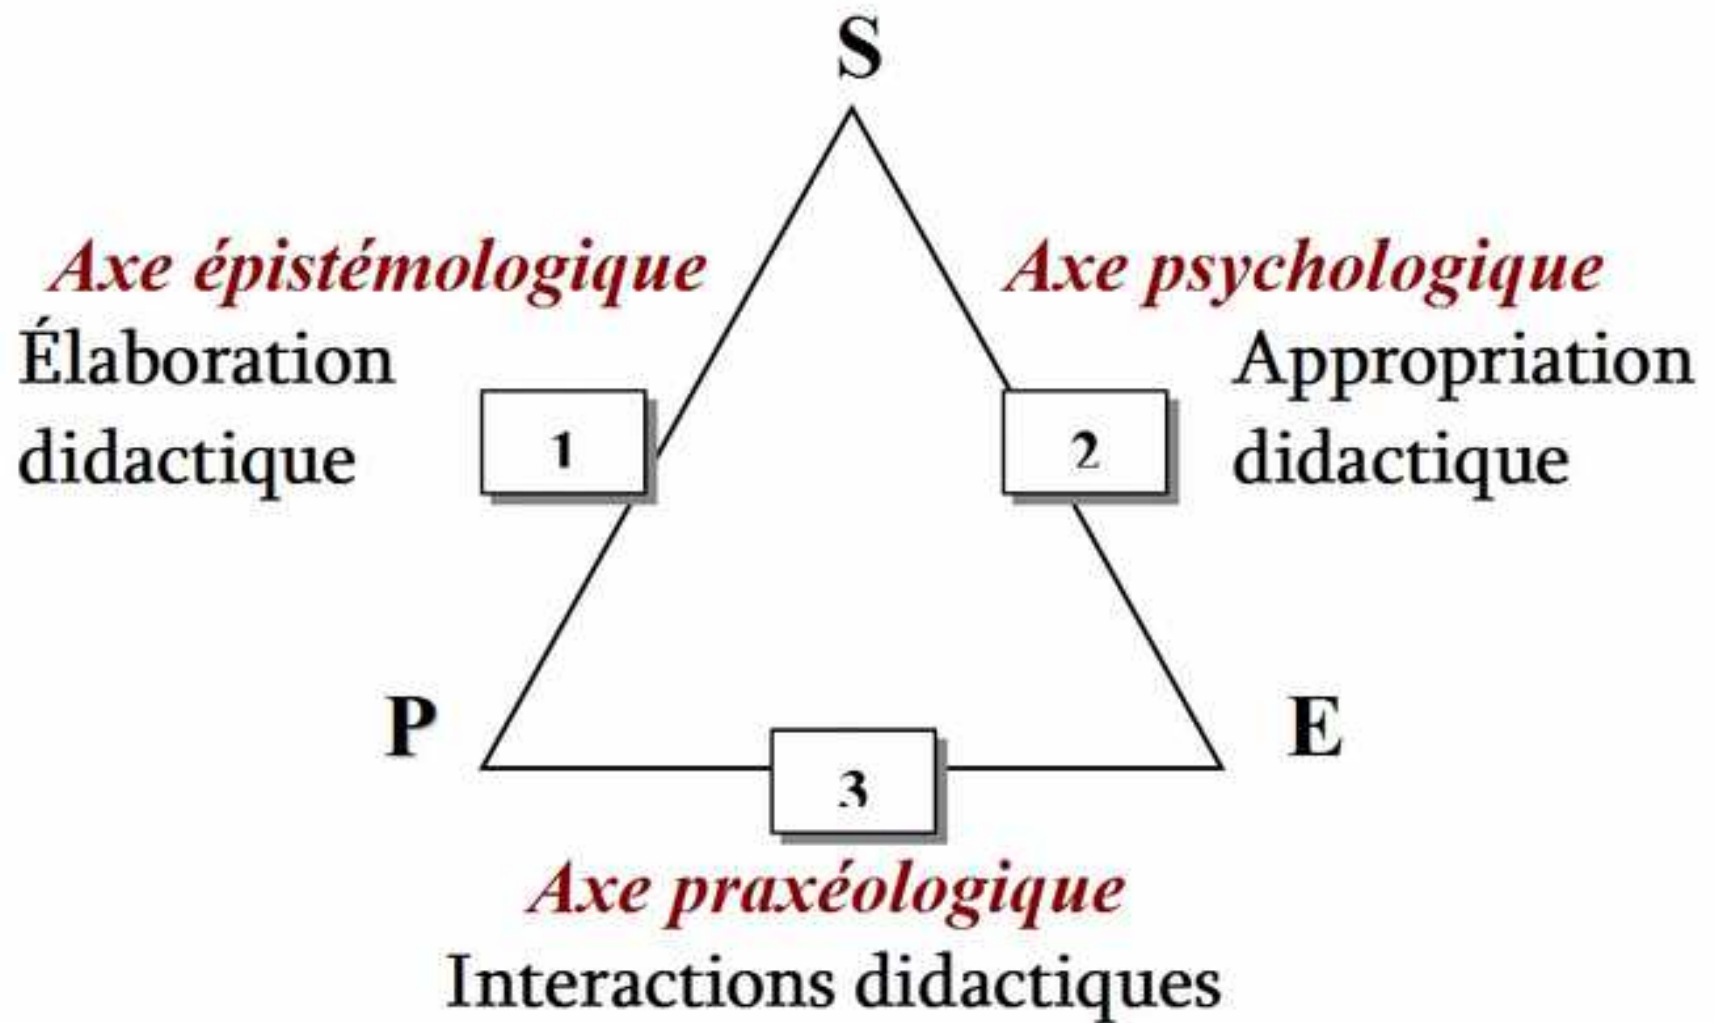 S
Axe épistémologique
Axe psychologique
Élaboration
didactique
Appropriation
didactique
1
2
P
E
3
Axe praxéologique
Interactions didactiques